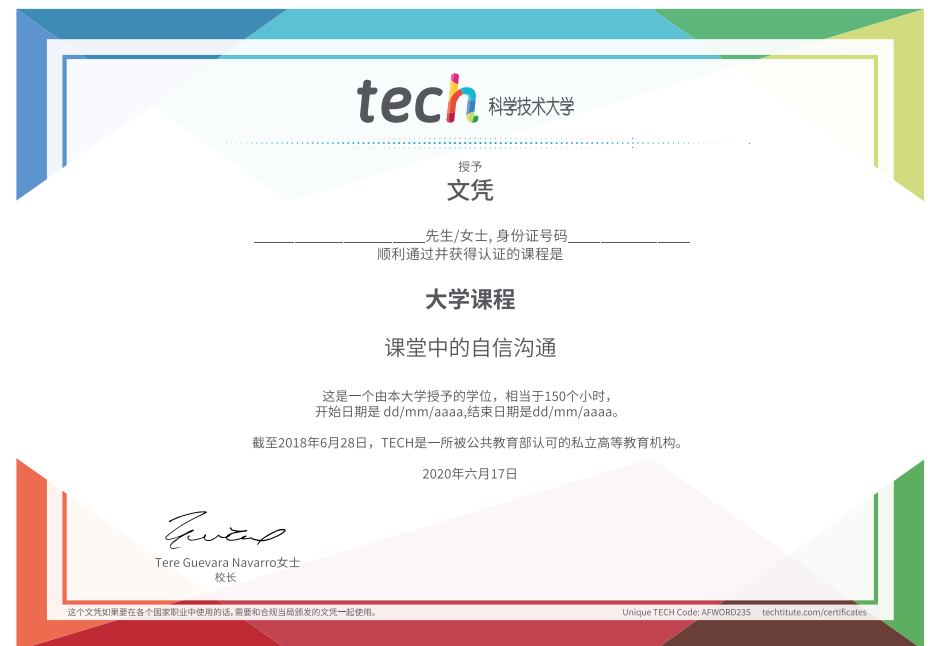 tech 科学技术大学
授予
文凭
先生/女士, 身份证号码
顺利通过并获得认证的课程是
大学课程
课堂中的自信沟通
这是一个由本大学授予的学位，相当于150个小时，
开始日期是 dd/mm/aaaa,结束日期是dd/mm/aaaa。
截至2018年6月28日，TECH是一所被公共教育部认可的私立高等教育机构。
2020年六月17日
Tere Guevara Navarro女士
校长
这个文凭如果要在各个国家职业中使用的话,需要和合规当局颁发的文凭一起使用。
Unique TECH Code: AFWORD23S techtitute.com/certificates